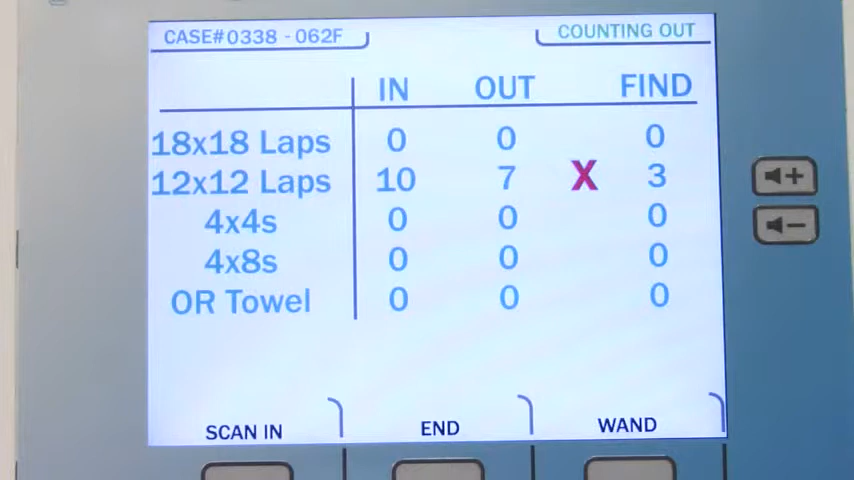 CASE#0338 - 062F COUNTING OUT
IN OUT FIND
18x18 Laps 0 0 0
12x12 Laps 10 7 X 3
4x4s 0 0 0
4x8s 0 0 0
OR Towel 0 0 0
SCAN IN END WAND